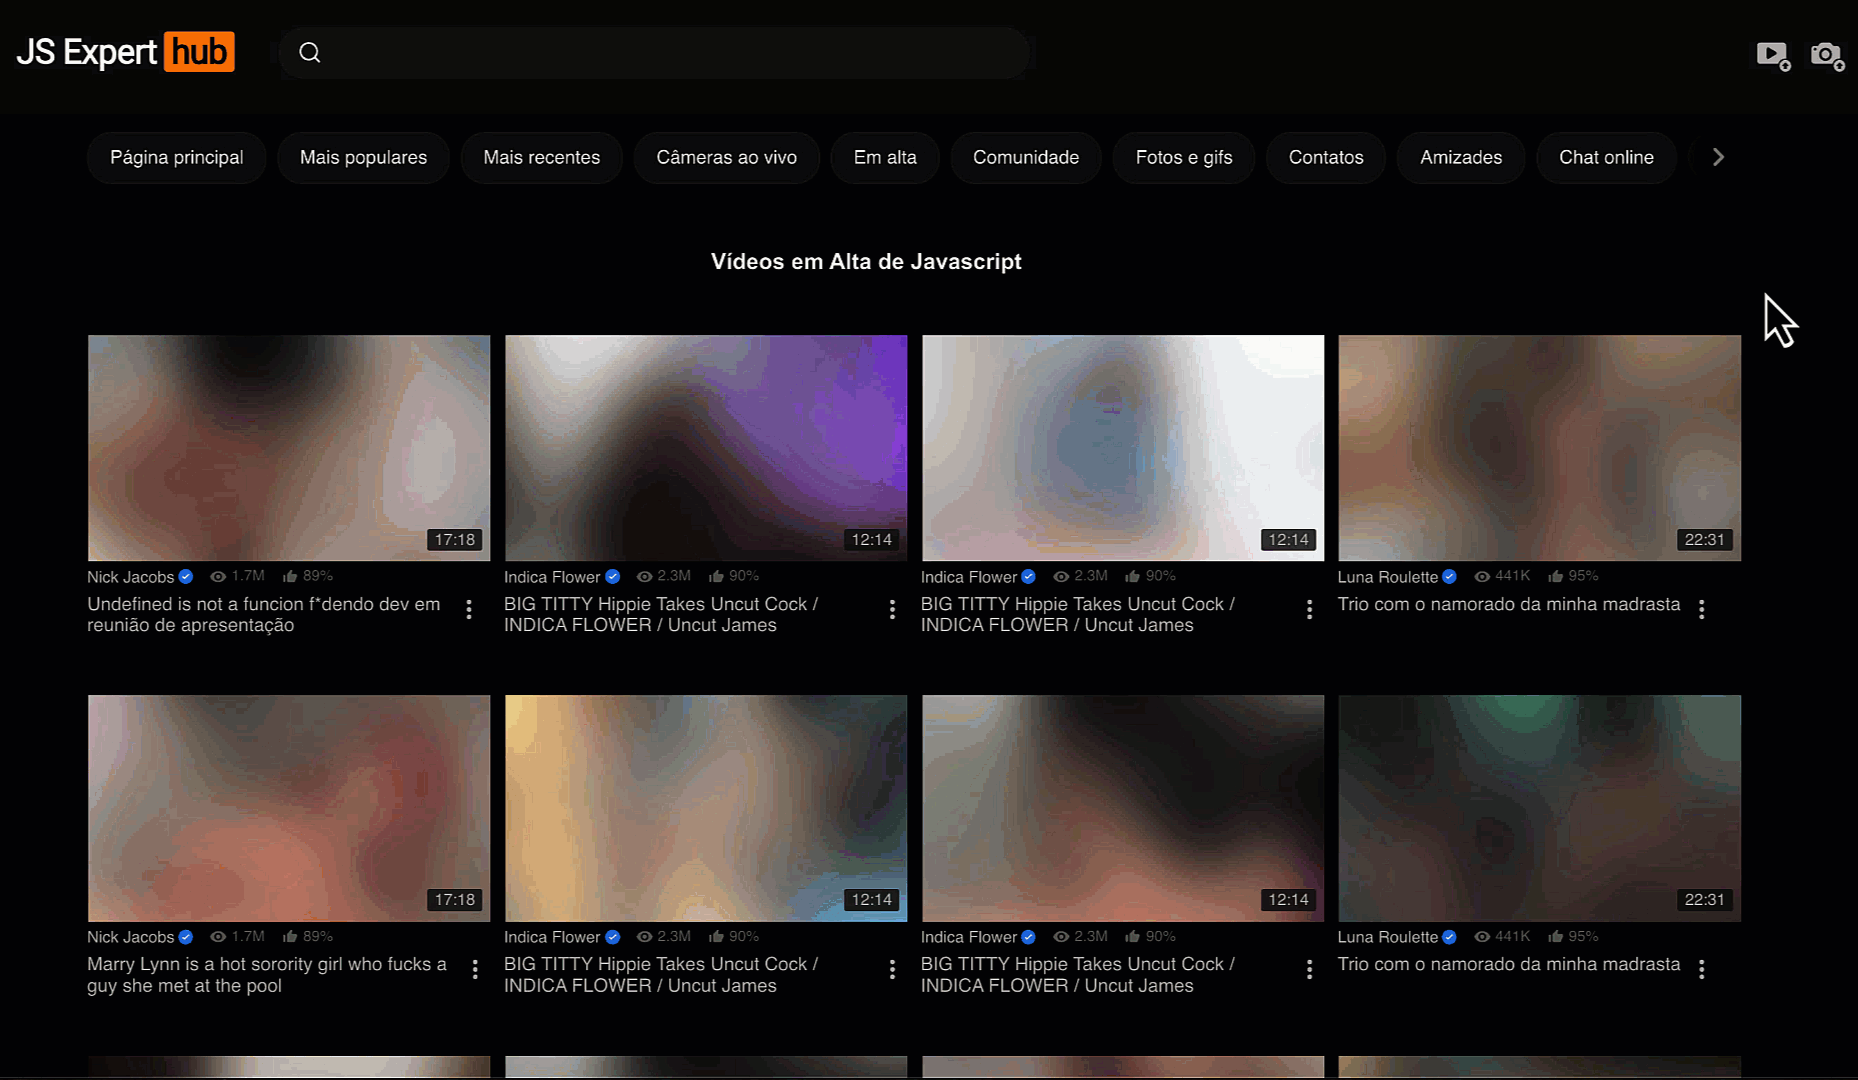 JS Expert hub
Página principal
Mais populares
Mais recentes
Câmeras ao vivo
Em alta
Comunidade
Fotos e gifs
Contatos
Amizades
Chat online
Vídeos em Alta de Javascript
17:18
12:14
12:14
22:31
Nick Jacobs 1.7M 89%
Undefined is not a funcion f*dendo dev em
reunião de apresentação
Indica Flower 2.3M 90%
BIG TITTY Hippie Takes Uncut Cock /
INDICA FLOWER / Uncut James
Indica Flower 2.3M 90%
BIG TITTY Hippie Takes Uncut Cock /
INDICA FLOWER / Uncut James
Luna Roulette 441K 95%
Trio com o namorado da minha madrasta
17:18
12:14
12:14
22:31
Nick Jacobs 1.7M 89%
Marry Lynn is a hot sorority girl who fucks a
guy she met at the pool
Indica Flower 2.3M 90%
BIG TITTY Hippie Takes Uncut Cock /
INDICA FLOWER / Uncut James
Indica Flower 2.3M 90%
BIG TITTY Hippie Takes Uncut Cock /
INDICA FLOWER / Uncut James
Luna Roulette 441K 95%
Trio com o namorado da minha madrasta